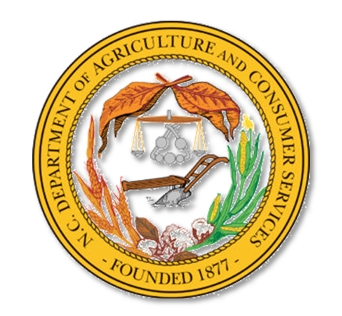 N.C. DEPARTMENT OF AGRICULTURE AND CONSUMER SERVICES
- FOUNDED 1877 -